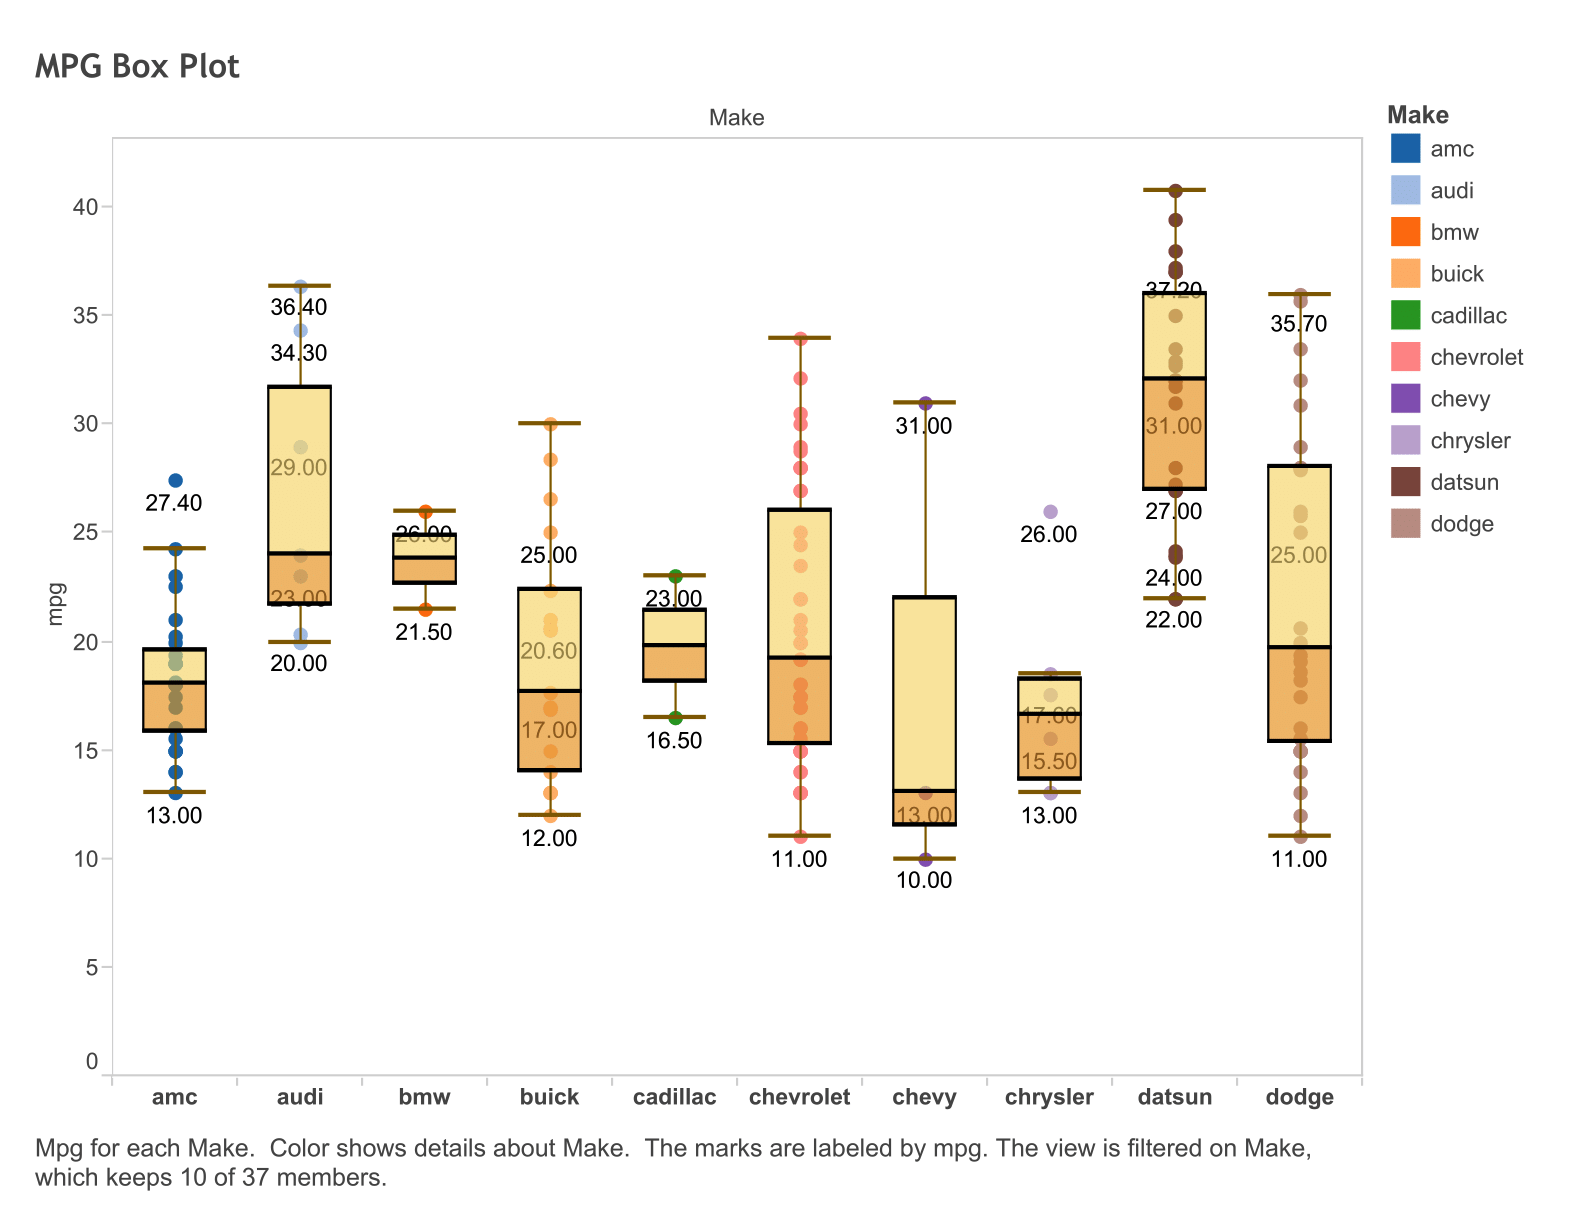 MPG Box Plot
Make
Make
amc
audi
bmw
buick
cadillac
chevrolet
chevy
chrysler
datsun
dodge
mpg
40
35
30
25
20
15
10
5
0
27.40
13.00
36.40
34.30
29.00
23.00
20.00
26.00
21.50
25.00
20.60
17.00
12.00
23.00
16.50
11.00
31.00
13.00
10.00
26.00
17.60
15.50
13.00
37.20
31.00
27.00
24.00
22.00
35.70
25.00
11.00
amc audi bmw buick cadillac chevrolet chevy chrysler datsun dodge
Mpg for each Make.  Color shows details about Make.  The marks are labeled by mpg. The view is filtered on Make,
which keeps 10 of 37 members.